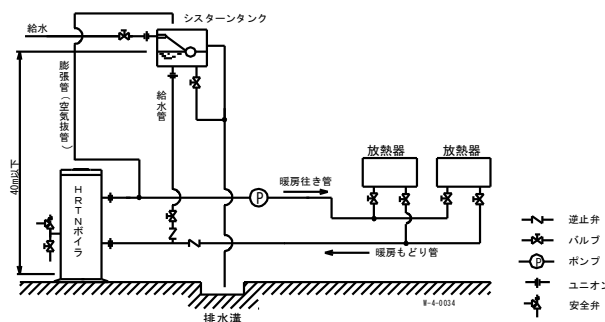 シスターンタンク
給水
膨張管(空気抜管)
給水管
40m以下
放熱器
放熱器
暖房往き管
P
HRTNボイラ
暖房もどり管
逆止弁
バルブ
P
ポンプ
ユニオン
安全弁
W-4-0034
排水溝